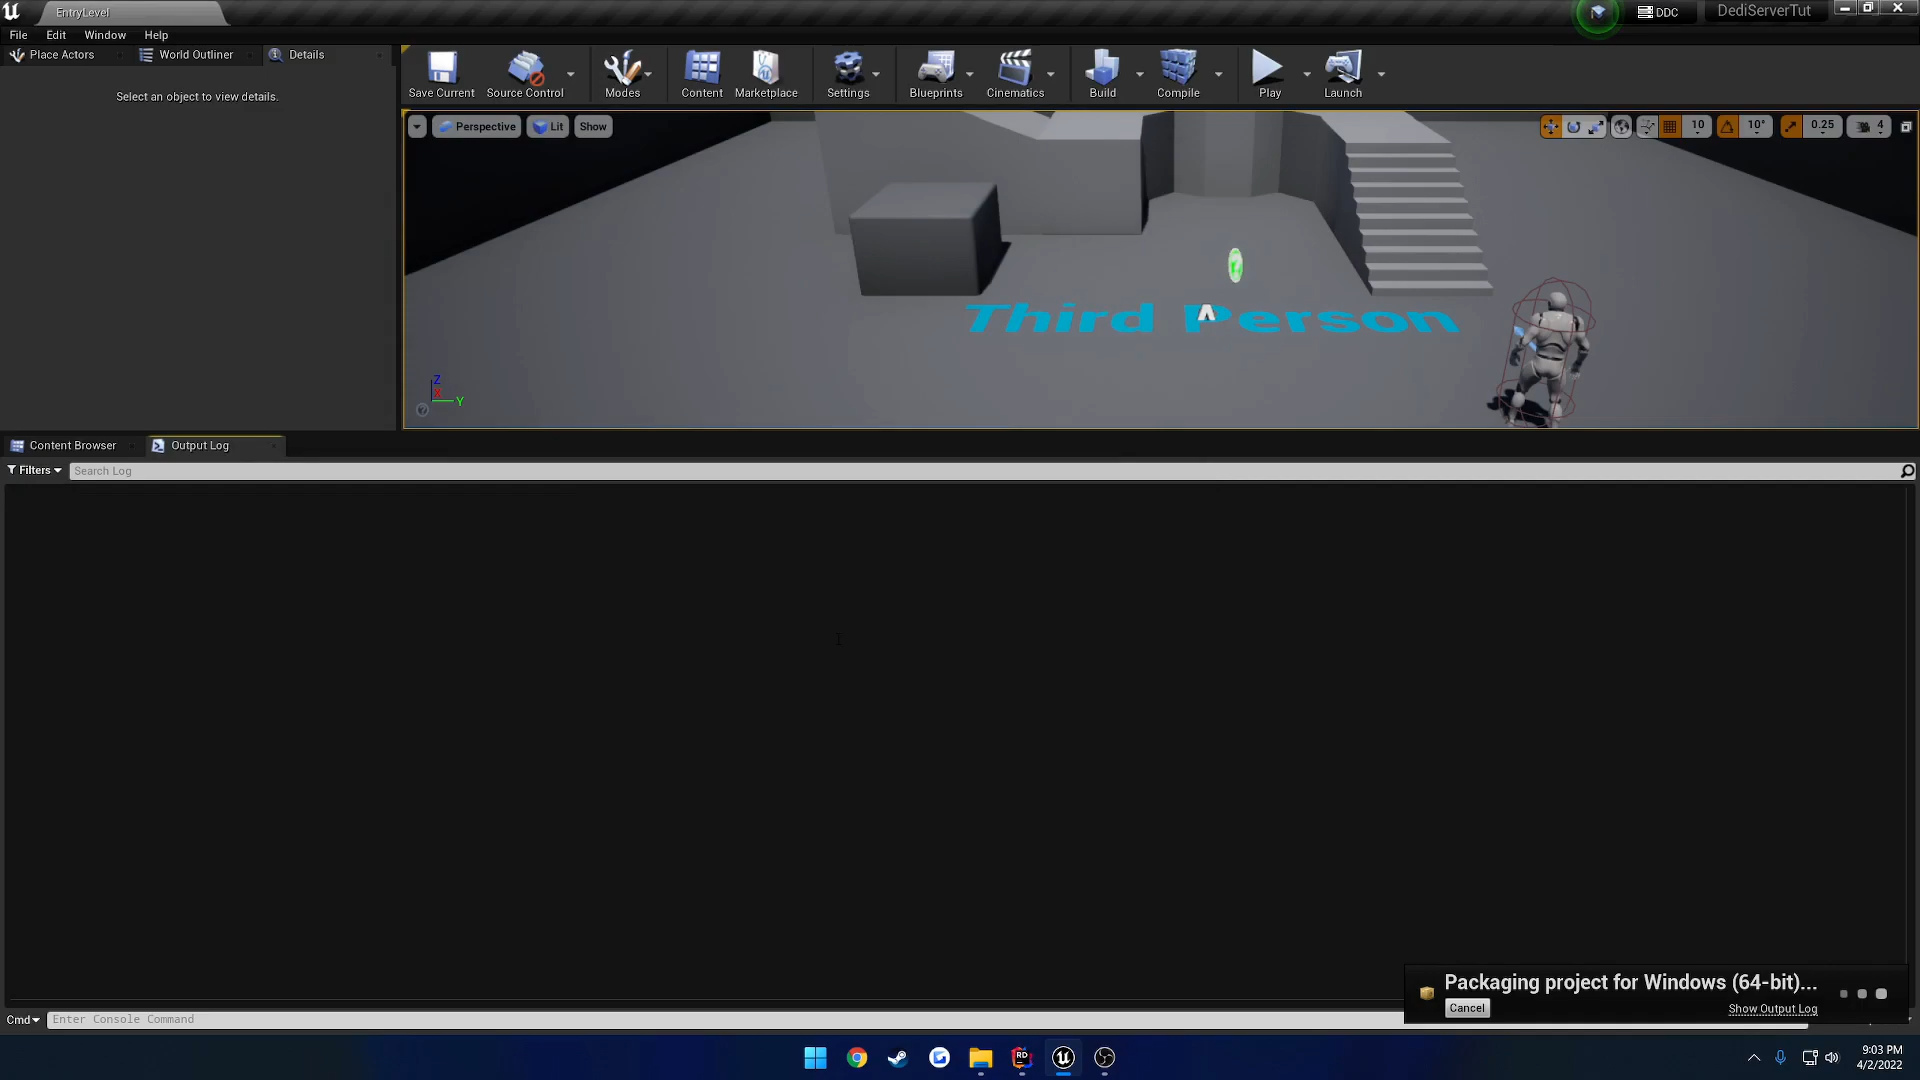 EntryLevel
DDC
DediServerTut
File Edit Window Help
Place Actors World Outliner Details
Select an object to view details.
Save Current Source Control Modes Content Marketplace Settings Blueprints Cinematics Build Compile Play Launch
Perspective Lit Show
10 10° 0.25 4
Third Person
Z
X
Y
Content Browser Output Log
Filters Search Log
Packaging project for Windows (64-bit)...
Cancel Show Output Log
Cmd Enter Console Command
RD
9:03 PM
4/2/2022